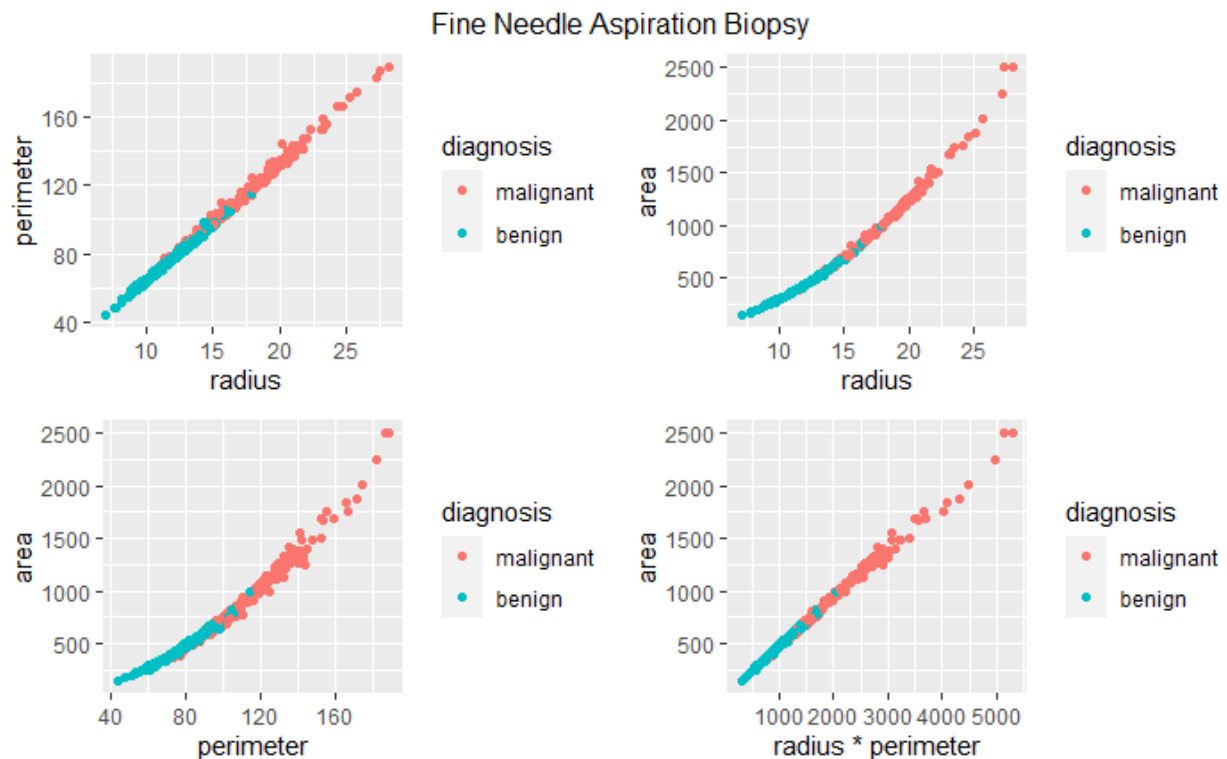 Fine Needle Aspiration Biopsy
perimeter
160
120
80
40
10 15 20 25
radius
diagnosis
malignant
benign
area
2500
2000
1500
1000
500
10 15 20 25
radius
diagnosis
malignant
benign
area
2500
2000
1500
1000
500
40 80 120 160
perimeter
diagnosis
malignant
benign
area
2500
2000
1500
1000
500
1000 2000 3000 4000 5000
radius * perimeter
diagnosis
malignant
benign